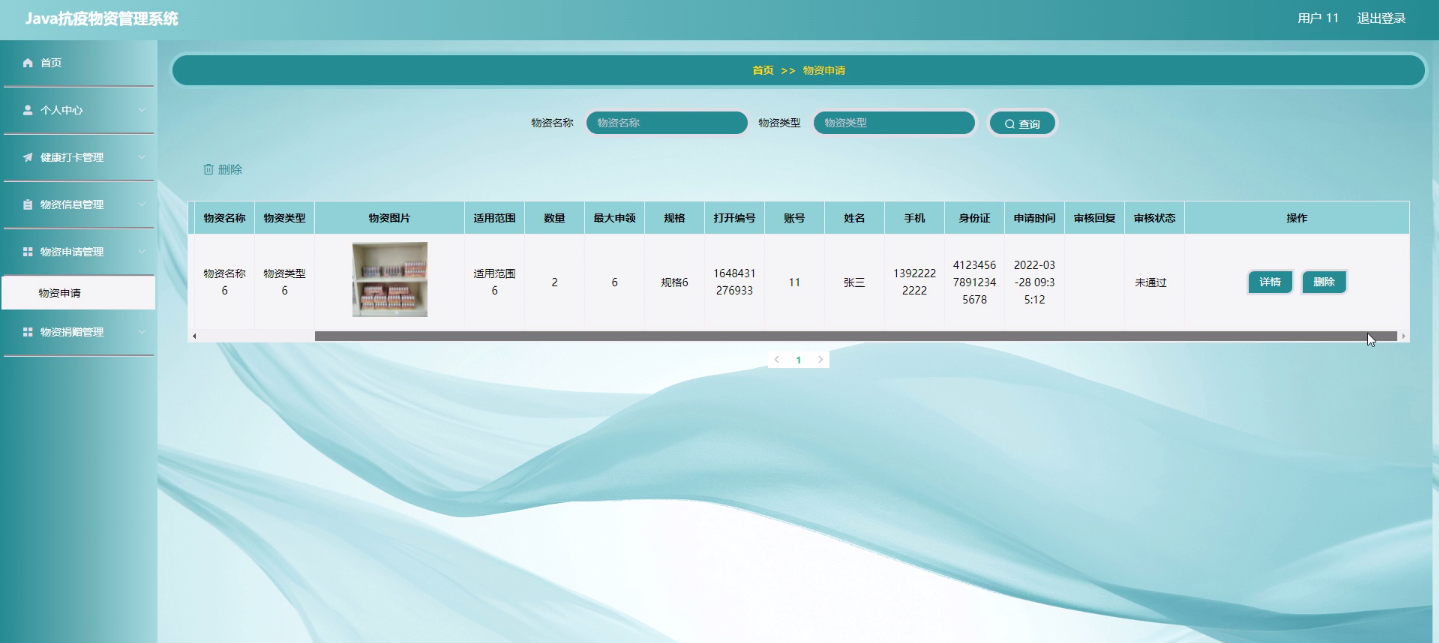 Java抗疫物资管理系统
用户 11 退出登录
首页
个人中心
健康打卡管理
物资信息管理
物资申请管理
物资申请
物资捐赠管理
首页 >> 物资申请
物资名称 物资名称 物资类型 物资类型 查询
删除
物资名称 物资类型 物资图片 适用范围 数量 最大申领 规格 打开编号 账号 姓名 手机 身份证 申请时间 审核回复 审核状态 操作
物资名称6 物资类型6 适用范围6 2 6 规格6 1648431276933 11 张三 13922222222 412345678912345678 2022-03-28 09:35:12 未通过 详情 删除
1